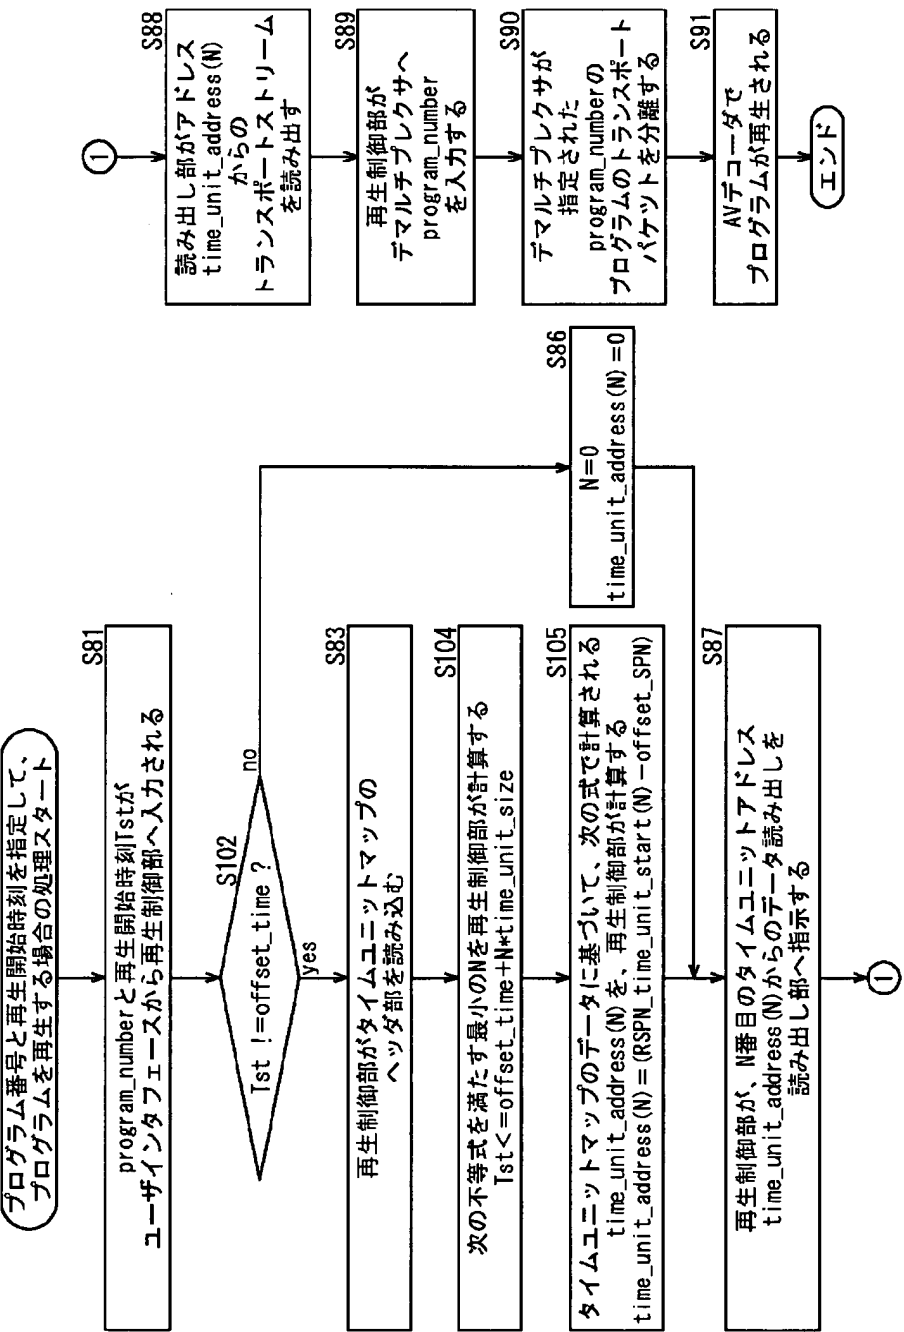 プログラム番号と再生開始時刻を指定して、
プログラムを再生する場合の処理スタート
S81
program_numberと再生開始時刻Tstが
ユーザインタフェースから再生制御部へ入力される
S102
Tst !=offset_time ?
no
yes
S83
再生制御部がタイムユニットマップの
ヘッダ部を読み込む
S104
次の不等式を満たす最小のNを再生制御部が計算する
Tst<=offset_time+N*time_unit_size
S105
タイムユニットマップのデータに基づいて、次の式で計算される
time_unit_address(N)を、再生制御部が計算する
time_unit_address(N)=(RSPN_time_unit_start(N)-offset_SPN)
S86
N=0
time_unit_address(N)=0
S87
再生制御部が、N番目のタイムユニットアドレス
time_unit_address(N)からのデータ読み出しを
読み出し部へ指示する
1
1
S88
読み出し部がアドレス
time_unit_address(N)
からの
トランスポートストリーム
を読み出す
S89
再生制御部が
デマルチプレクサへ
program_number
を入力する
S90
デマルチプレクサが
指定された
program_numberの
プログラムのトランスポート
パケットを分離する
S91
AVデコーダで
プログラムが再生される
エンド